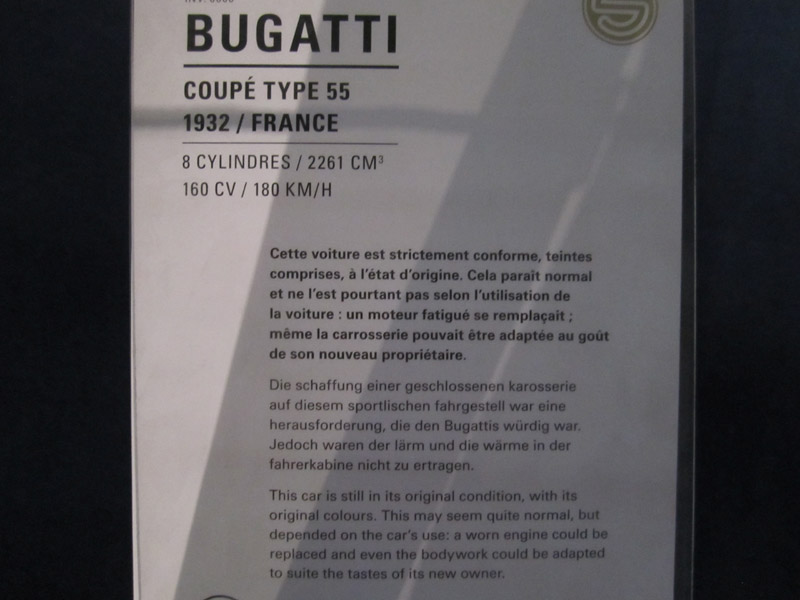 BUGATTI
COUPÉ TYPE 55
1932 / FRANCE
8 CYLINDRES / 2261 CM³
160 CV / 180 KM/H
Cette voiture est strictement conforme, teintes
comprises, à l'état d'origine. Cela paraît normal
et ne l'est pourtant pas selon l'utilisation de
la voiture : un moteur fatigué se remplaçait ;
même la carrosserie pouvait être adaptée au goût
de son nouveau propriétaire.
Die schaffung einer geschlossenen karosserie
auf diesem sportlischen fahrgestell war eine
herausforderung, die den Bugattis würdig war.
Jedoch waren der lärm und die wärme in der
fahrerkabine nicht zu ertragen.
This car is still in its original condition, with its
original colours. This may seem quite normal, but
depended on the car's use: a worn engine could be
replaced and even the bodywork could be adapted
to suite the tastes of its new owner.